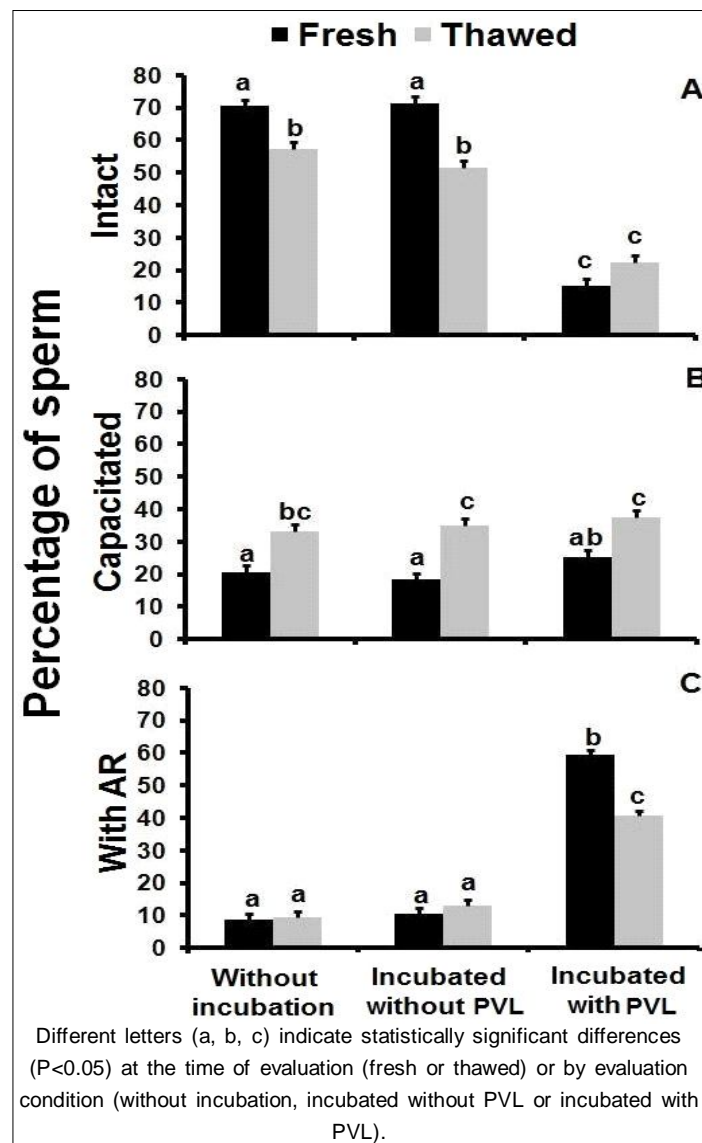 Fresh Thawed
Percentage of sperm
A
Intact
80
70
60
50
40
30
20
10
0
a b a b c c
B
Capacitated
80
70
60
50
40
30
20
10
0
a bc a c ab c
C
With AR
80
70
60
50
40
30
20
10
0
a a a a b c
Without Incubated Incubated
incubation without PVL with PVL
Different letters (a, b, c) indicate statistically significant differences
(P<0.05) at the time of evaluation (fresh or thawed) or by evaluation
condition (without incubation, incubated without PVL or incubated with
PVL).